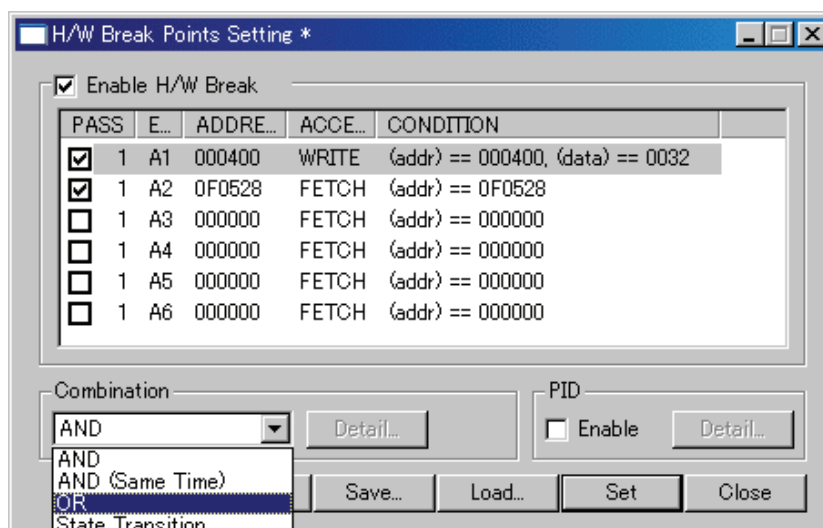 H/W Break Points Setting *
Enable H/W Break
PASS E... ADDRE... ACCE... CONDITION
1 A1 000400 WRITE (addr) == 000400, (data) == 0032
1 A2 0F0528 FETCH (addr) == 0F0528
1 A3 000000 FETCH (addr) == 000000
1 A4 000000 FETCH (addr) == 000000
1 A5 000000 FETCH (addr) == 000000
1 A6 000000 FETCH (addr) == 000000
Combination
PID
AND
Detail...
Enable
Detail...
AND
AND (Same Time)
OR
State Transition
Save...
Load...
Set
Close